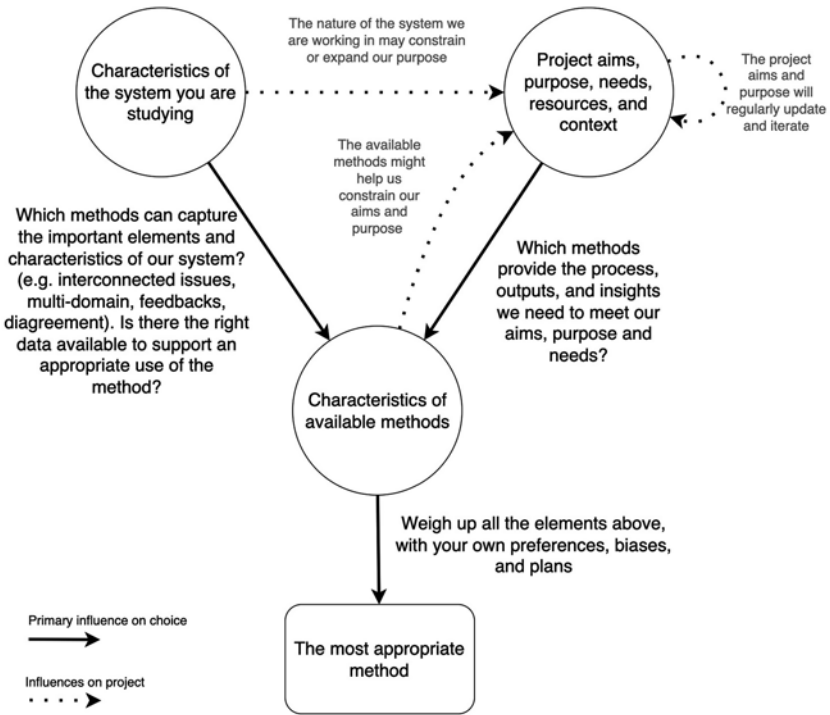 The nature of the system we
are working in may constrain
or expand our purpose
Characteristics of
the system you are
studying
Project aims,
purpose, needs,
resources, and
context
The project
aims and
purpose will
regularly update
and iterate
The available
methods might
help us
constrain our
aims and
purpose
Which methods can capture
the important elements and
characteristics of our system?
(e.g. interconnected issues,
multi-domain, feedbacks,
diagreement). Is there the right
data available to support an
appropriate use of the
method?
Which methods
provide the process,
outputs, and insights
we need to meet our
aims, purpose and
needs?
Characteristics of
available methods
Weigh up all the elements above,
with your own preferences, biases,
and plans
The most appropriate
method
Primary influence on choice
Influences on project